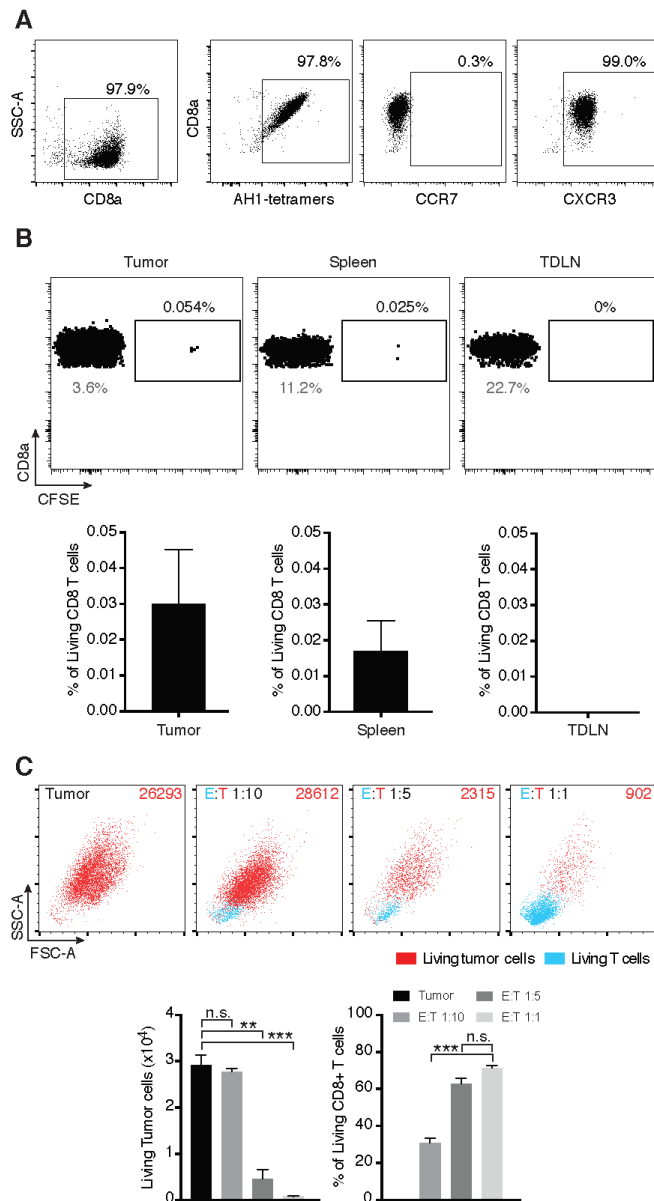 A
97.9%
SSC-A
CD8a
97.8%
CD8a
AH1-tetramers
0.3%
CCR7
99.0%
CXCR3
B
Tumor
Spleen
TDLN
0.054%
0.025%
0%
3.6%
11.2%
22.7%
CD8a
CFSE
% of Living CD8 T cells
0.05
0.04
0.03
0.02
0.01
0.00
Tumor
% of Living CD8 T cells
0.05
0.04
0.03
0.02
0.01
0.00
Spleen
% of Living CD8 T cells
0.05
0.04
0.03
0.02
0.01
0.00
TDLN
C
Tumor 26293
E:T 1:10 28612
E:T 1:5 2315
E:T 1:1 902
SSC-A
FSC-A
Living tumor cells
Living T cells
Tumor
E:T 1:10
E:T 1:5
E:T 1:1
Living Tumor cells (x10⁴)
3
2
1
0
n.s.
**
***
% of Living CD8+ T cells
100
80
60
40
20
0
n.s.
***